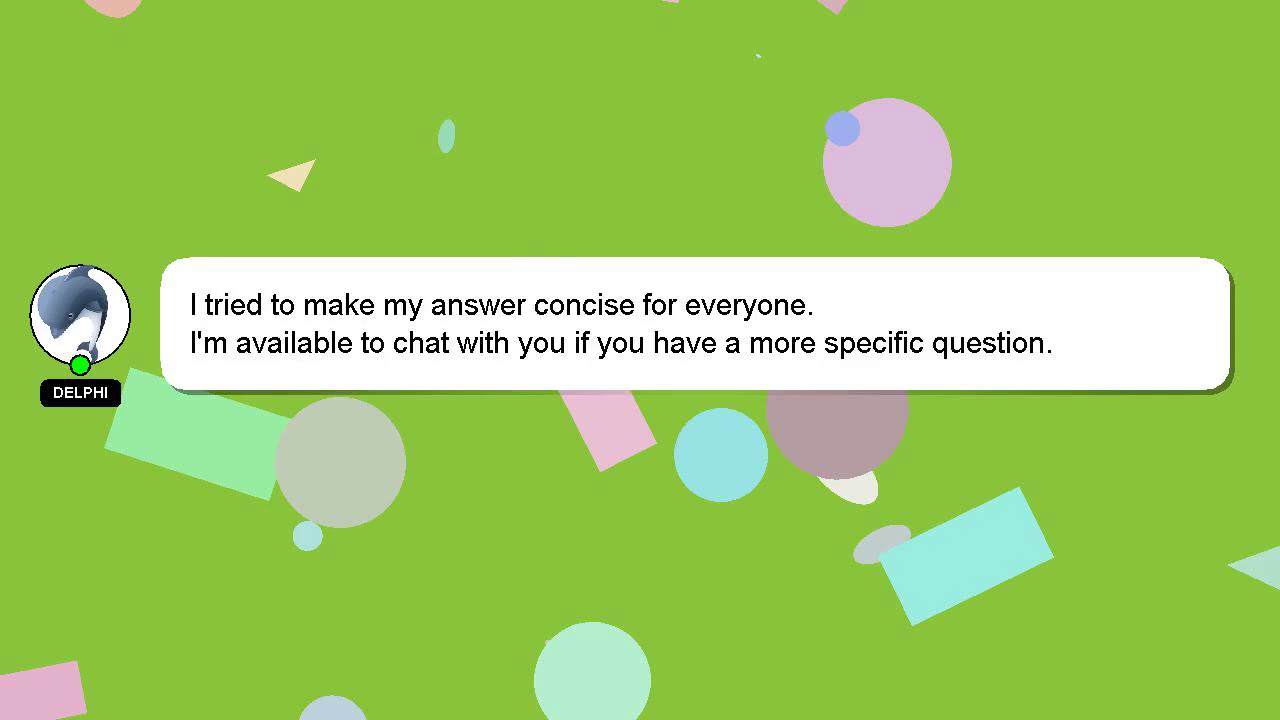 I tried to make my answer concise for everyone.
I'm available to chat with you if you have a more specific question.
DELPHI